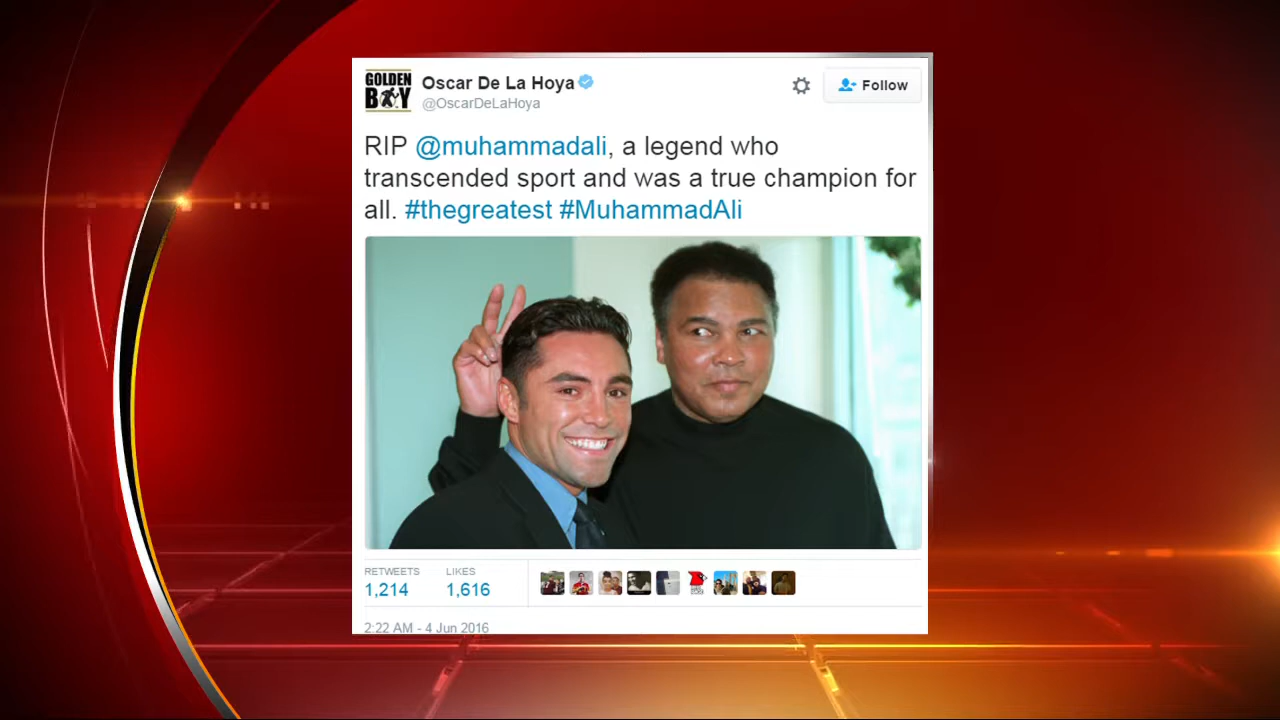 GOLDEN
BOY
Oscar De La Hoya
@OscarDeLaHoya
Follow
RIP @muhammadali, a legend who
transcended sport and was a true champion for
all. #thegreatest #MuhammadAli
RETWEETS
LIKES
1,214
1,616
2:22 AM - 4 Jun 2016